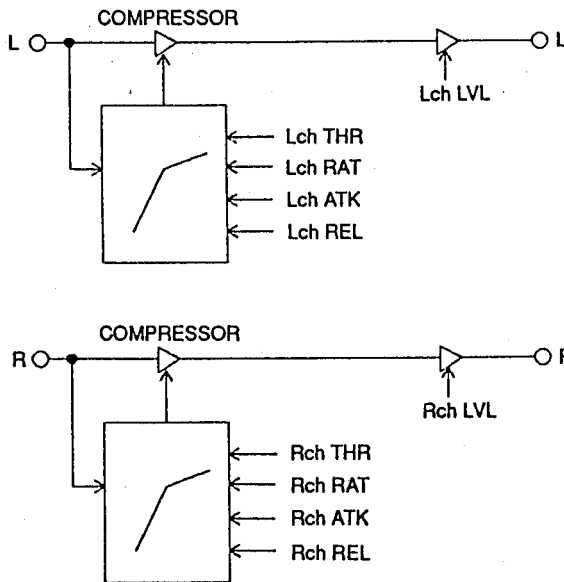 COMPRESSOR
L L
Lch LVL
Lch THR
Lch RAT
Lch ATK
Lch REL
COMPRESSOR
R
Rch LVL
Rch THR
Rch RAT
Rch ATK
Rch REL